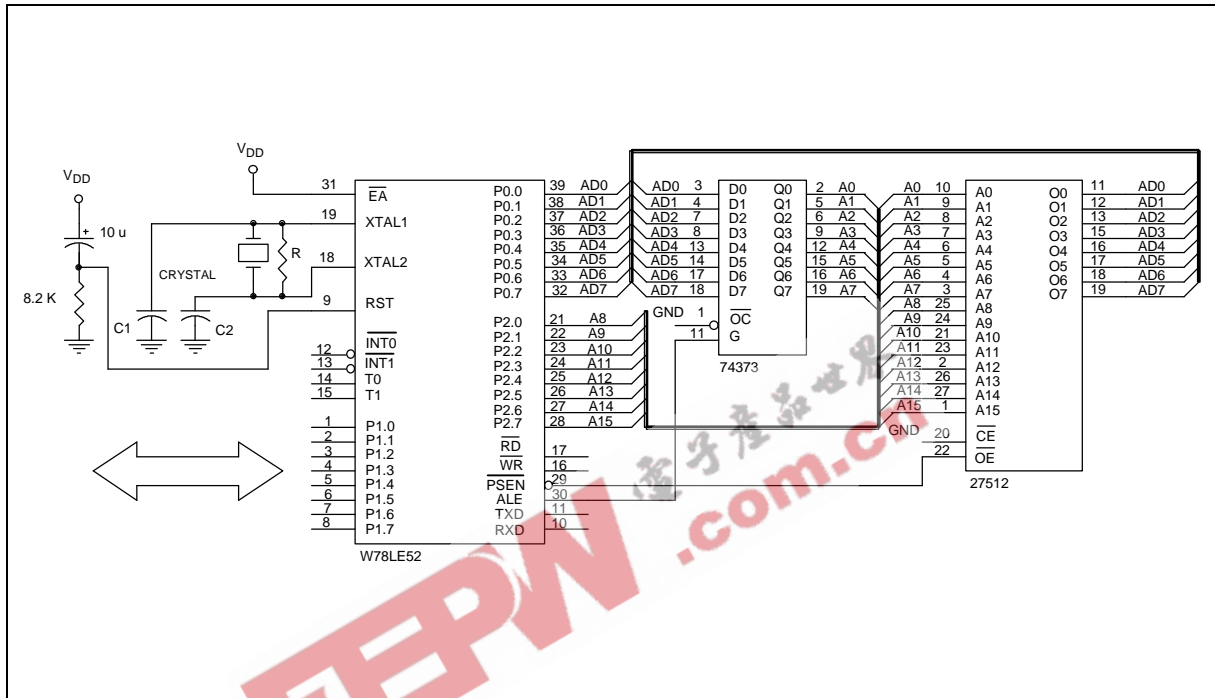 VDD
VDD
10 u
+
8.2 K
CRYSTAL
C1
C2
R
31 EA
19 XTAL1
18 XTAL2
9 RST
12 INT0
13 INT1
14 T0
15 T1
1 P1.0
2 P1.1
3 P1.2
4 P1.3
5 P1.4
6 P1.5
7 P1.6
8 P1.7
P0.0 39 AD0
P0.1 38 AD1
P0.2 37 AD2
P0.3 36 AD3
P0.4 35 AD4
P0.5 34 AD5
P0.6 33 AD6
P0.7 32 AD7
P2.0 21 A8
P2.1 22 A9
P2.2 23 A10
P2.3 24 A11
P2.4 25 A12
P2.5 26 A13
P2.6 27 A14
P2.7 28 A15
RD 17
WR 16
PSEN 29
ALE 30
TXD 11
RXD 10
W78LE52
AD0 3 D0 Q0 2 A0
AD1 4 D1 Q1 5 A1
AD2 7 D2 Q2 6 A2
AD3 8 D3 Q3 9 A3
AD4 13 D4 Q4 12 A4
AD5 14 D5 Q5 15 A5
AD6 17 D6 Q6 16 A6
AD7 18 D7 Q7 19 A7
GND 1 OC
11 G
74373
A0 10 A0 O0 11 AD0
A1 9 A1 O1 12 AD1
A2 8 A2 O2 13 AD2
A3 7 A3 O3 15 AD3
A4 6 A4 O4 16 AD4
A5 5 A5 O5 17 AD5
A6 4 A6 O6 18 AD6
A7 3 A7 O7 19 AD7
A8 25 A8
A9 24 A9
A10 21 A10
A11 23 A11
A12 2 A12
A13 26 A13
A14 27 A14
A15 1 A15
GND 20 CE
22 OE
27512
電子產品世界
EEPW .com.cn